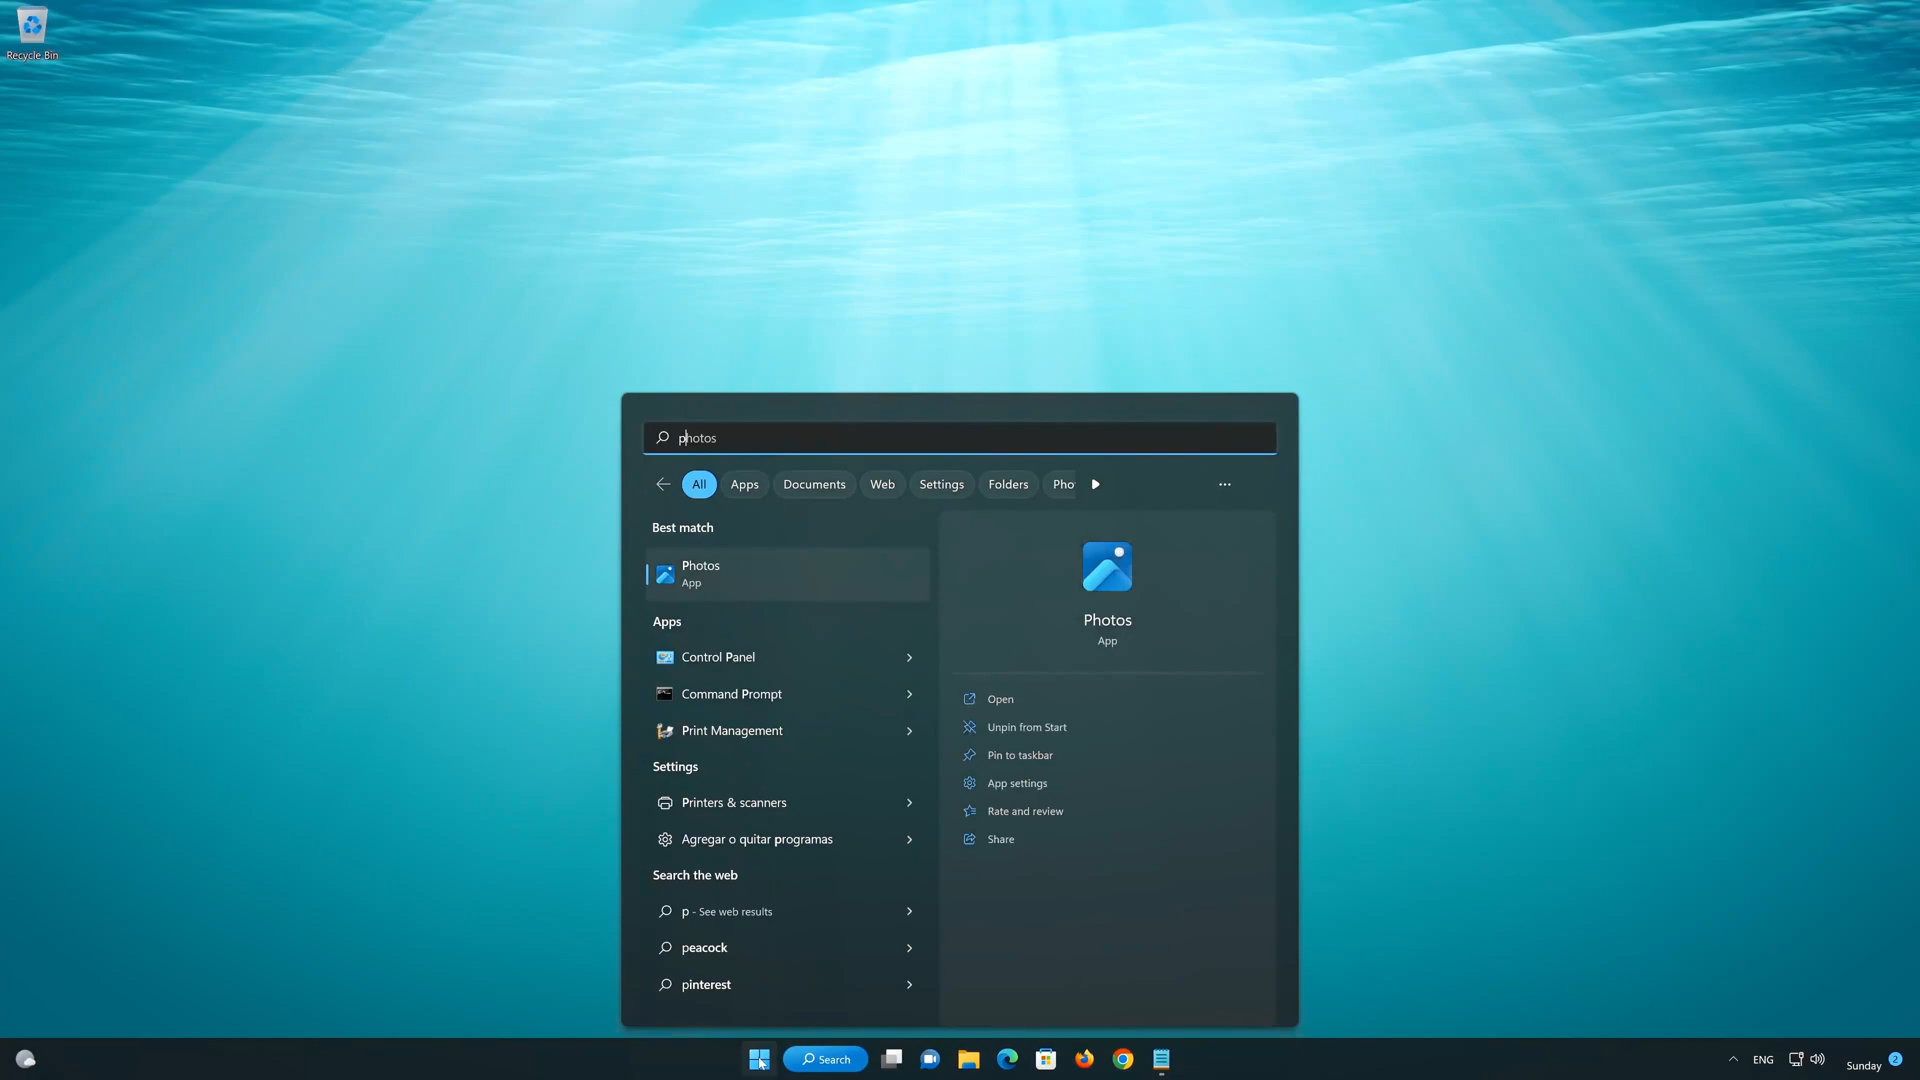 Recycle Bin
photos
All Apps Documents Web Settings Folders Pho
Best match
Photos
App
Apps
Control Panel
Command Prompt
Print Management
Settings
Printers & scanners
Agregar o quitar programas
Search the web
p - See web results
peacock
pinterest
Photos
App
Open
Unpin from Start
Pin to taskbar
App settings
Rate and review
Share
Search
ENG
Sunday
2